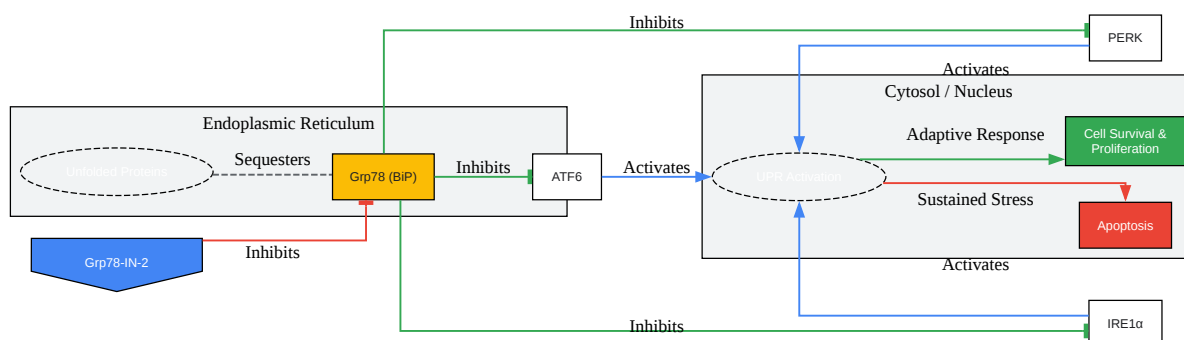 Inhibits
PERK
Activates
Cytosol / Nucleus
Endoplasmic Reticulum
Adaptive Response
Cell Survival &
Proliferation
Unfolded Proteins
Sequesters
Grp78 (BiP)
Inhibits
ATF6
Activates
UPR Activation
Sustained Stress
Apoptosis
Grp78-IN-2
Inhibits
Activates
Inhibits
IRE1α